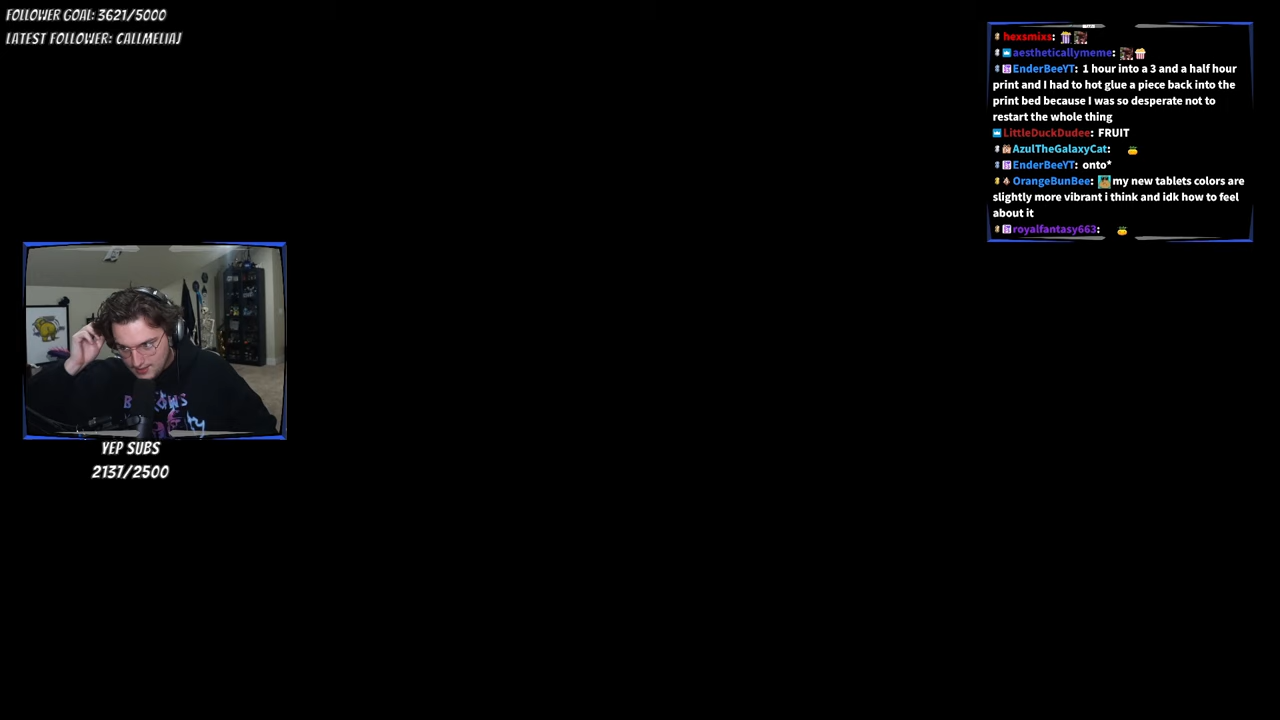 FOLLOWER GOAL: 3621/5000
LATEST FOLLOWER: CALLMELIAJ
hexsmixs:
aestheticallymeme:
EnderBeeYT: 1 hour into a 3 and a half hour
print and I had to hot glue a piece back into the
print bed because I was so desperate not to
restart the whole thing
LittleDuckDudee: FRUIT
AzulTheGalaxyCat:
EnderBeeYT: onto*
OrangeBunBee: my new tablets colors are
slightly more vibrant i think and idk how to feel
about it
royalfantasy663:
YEP SUBS
2137/2500